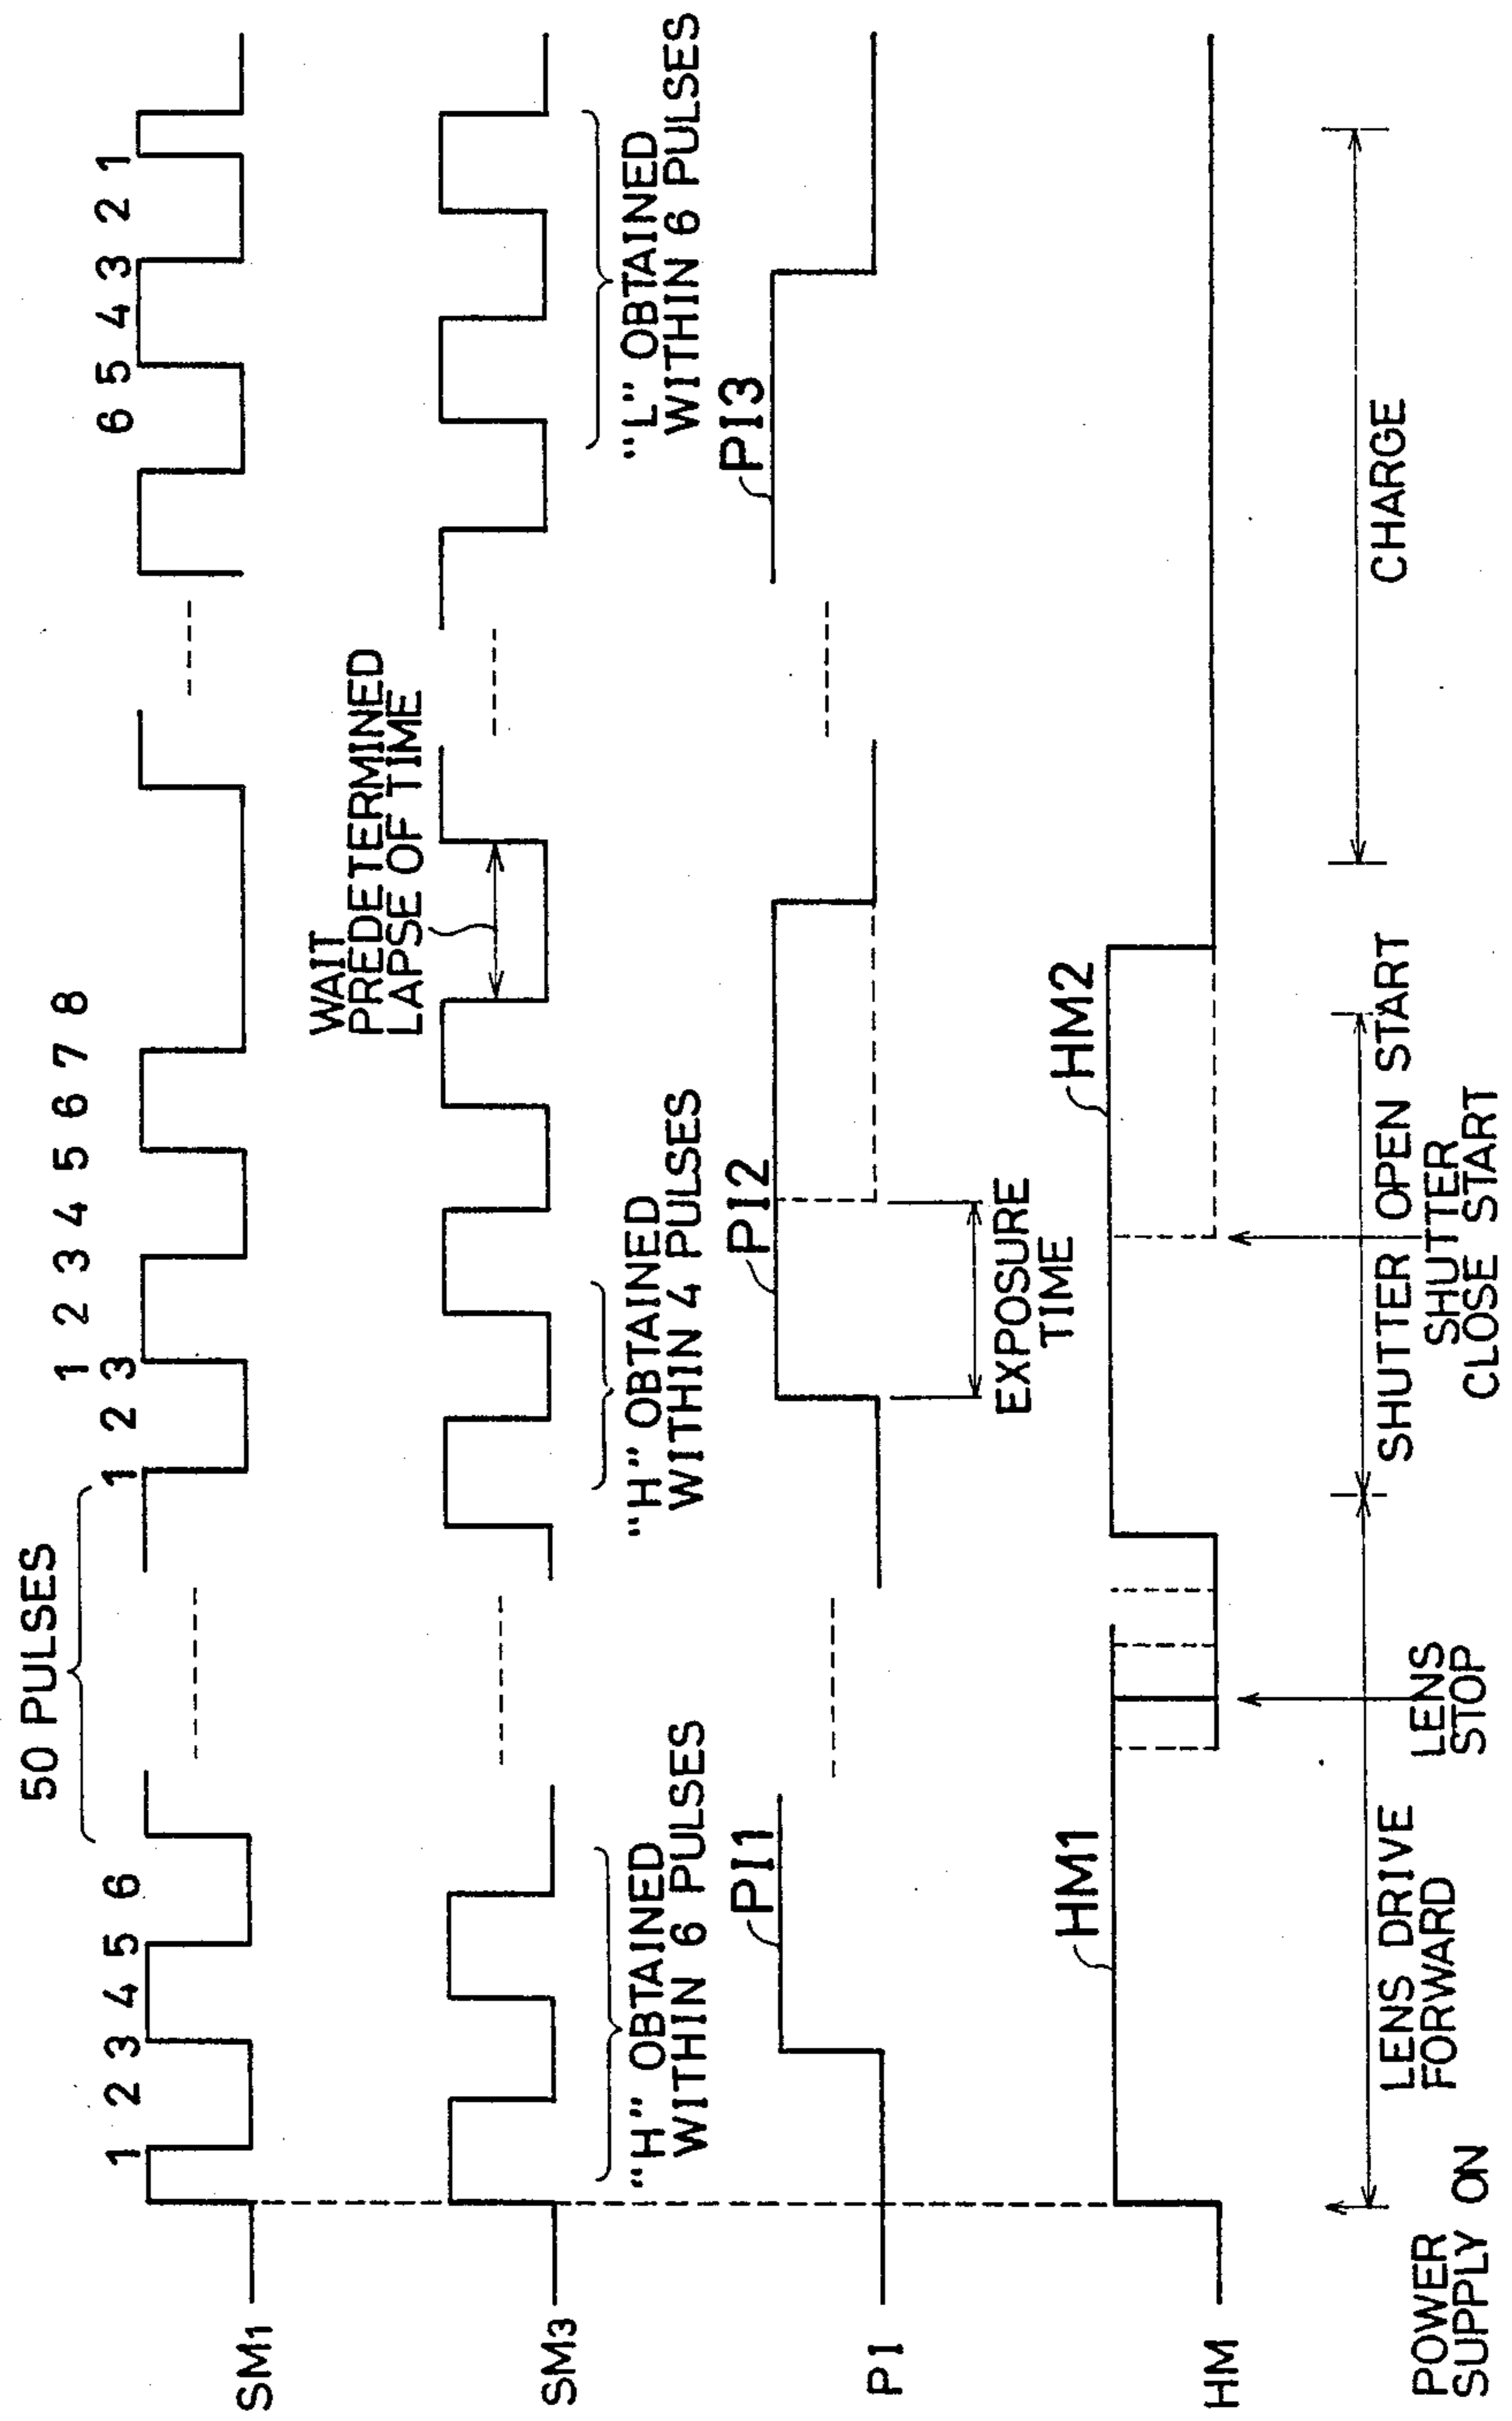 50 PULSES
1 2 3 4 5 6
1 2 3
1 2 3 4 5 6 7 8
6 5 4 3 2 1
SM1
WAIT
PREDETERMINED
LAPSE OF TIME
SM3
"H" OBTAINED
WITHIN 6 PULSES
"H" OBTAINED
WITHIN 4 PULSES
"L" OBTAINED
WITHIN 6 PULSES
PI1
PI2
PI3
PI
EXPOSURE
TIME
HM1
HM2
HM
POWER
SUPPLY ON
LENS DRIVE
FORWARD
LENS
STOP
SHUTTER OPEN START
SHUTTER
CLOSE START
CHARGE